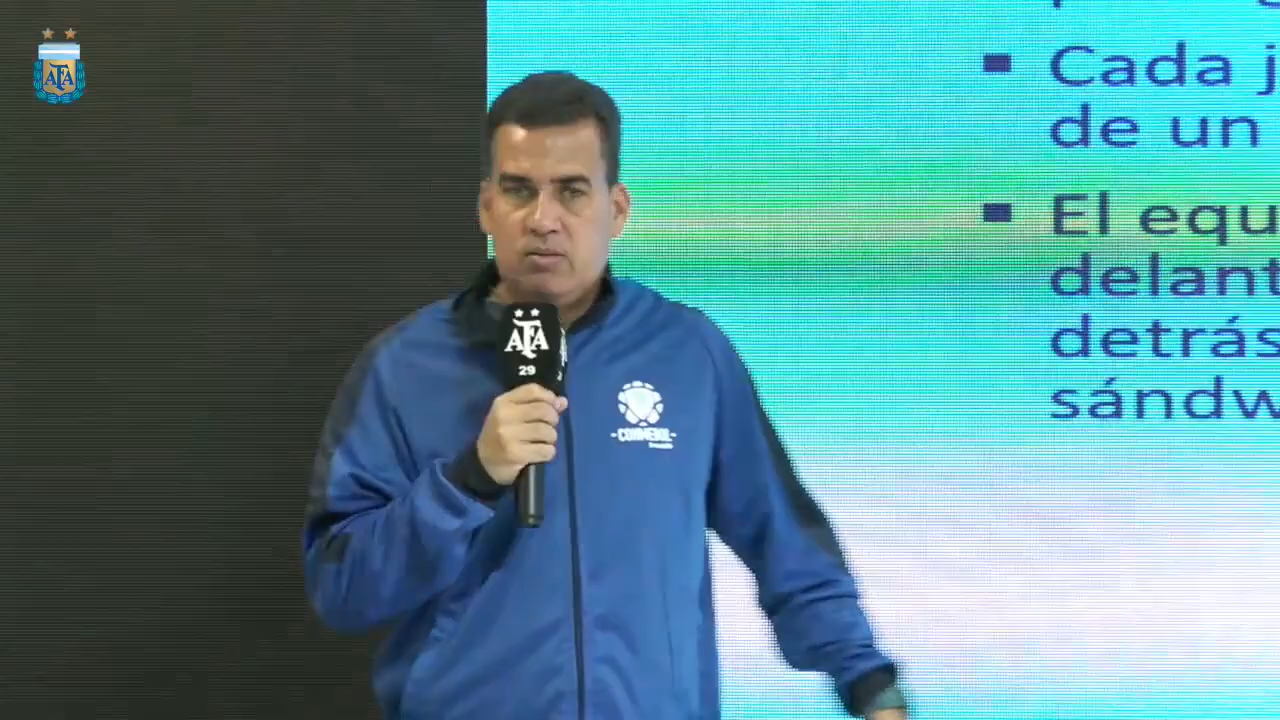 AFA
Cada j
de un
El equ
delant
detrás
sándw
AFA
29
CONMEBOL